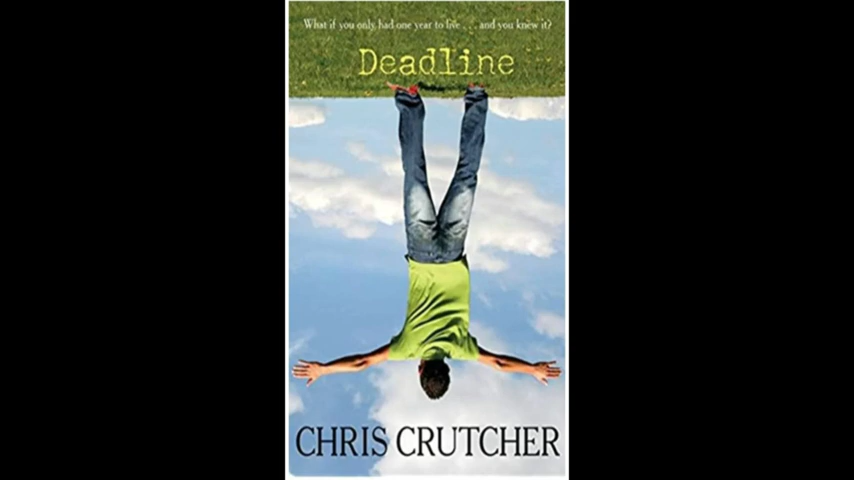 What if you only had one year to live . . . and you knew it?
Deadline
CHRIS CRUTCHER